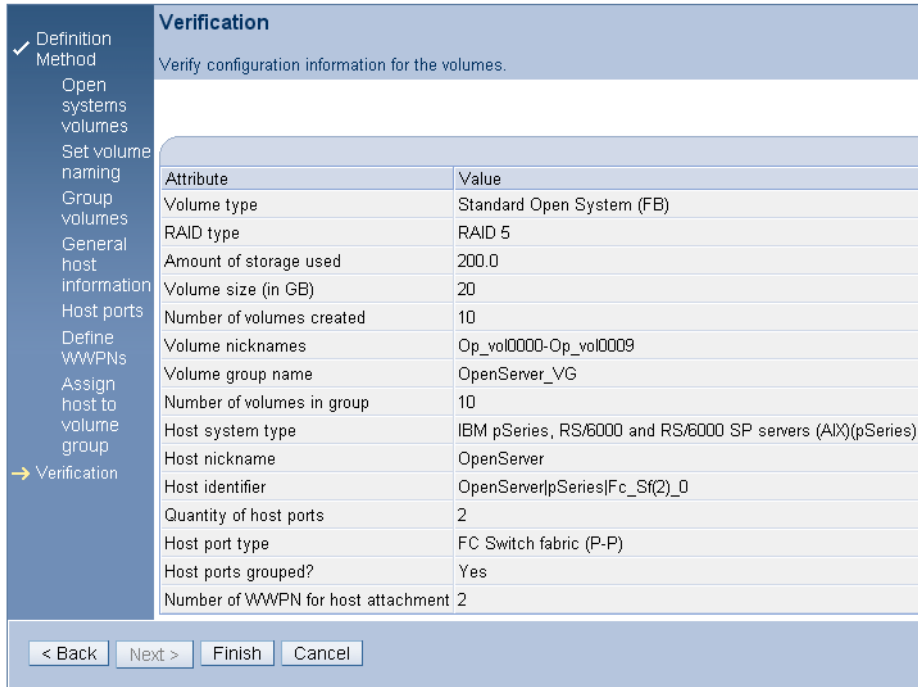 Definition
Method
Open
systems
volumes
Set volume
naming
Group
volumes
General
host
information
Host ports
Define
WWPNs
Assign
host to
volume
group
Verification
Verification
Verify configuration information for the volumes.
Attribute Value
Volume type Standard Open System (FB)
RAID type RAID 5
Amount of storage used 200.0
Volume size (in GB) 20
Number of volumes created 10
Volume nicknames Op_vol0000-Op_vol0009
Volume group name OpenServer_VG
Number of volumes in group 10
Host system type IBM pSeries, RS/6000 and RS/6000 SP servers (AIX)(pSeries)
Host nickname OpenServer
Host identifier OpenServer|pSeries|Fc_Sf(2)_0
Quantity of host ports 2
Host port type FC Switch fabric (P-P)
Host ports grouped? Yes
Number of WWPN for host attachment 2
< Back Next > Finish Cancel